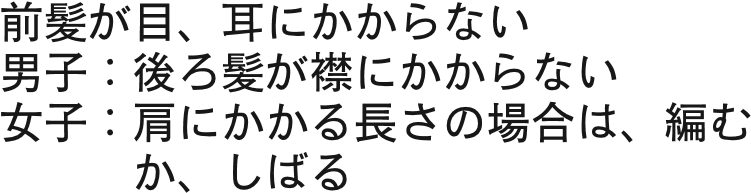 前髪が目、耳にかからない
男子：後ろ髪が襟にかからない
女子：肩にかかる長さの場合は、編む
か、しばる